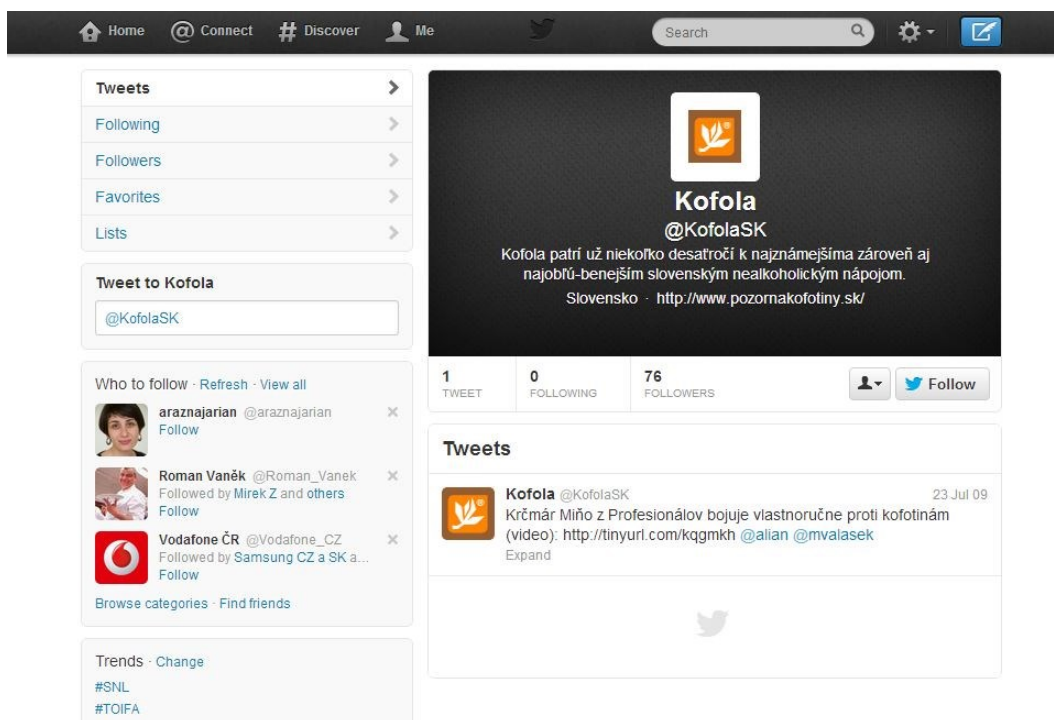 Home
Connect
Discover
Me
Search
Tweets
Following
Followers
Favorites
Lists
Tweet to Kofola
@KofolaSK
Who to follow · Refresh · View all
araznajarian @araznajarian
Follow
Roman Vaněk @Roman_Vanek
Followed by Mirek Z and others
Follow
Vodafone ČR @Vodafone_CZ
Followed by Samsung CZ a SK a...
Follow
Browse categories · Find friends
Trends · Change
#SNL
#TOIFA
Kofola
@KofolaSK
Kofola patrí už niekoľko desaťročí k najznámejšíma zároveň aj
najobľú-benejším slovenským nealkoholickým nápojom.
Slovensko · http://www.pozornakofotiny.sk/
1
TWEET
0
FOLLOWING
76
FOLLOWERS
Follow
Tweets
Kofola @KofolaSK 23 Jul 09
Krčmár Miňo z Profesionálov bojuje vlastnoručne proti kofotinám
(video): http://tinyurl.com/kqgmkh @alian @mvalasek
Expand